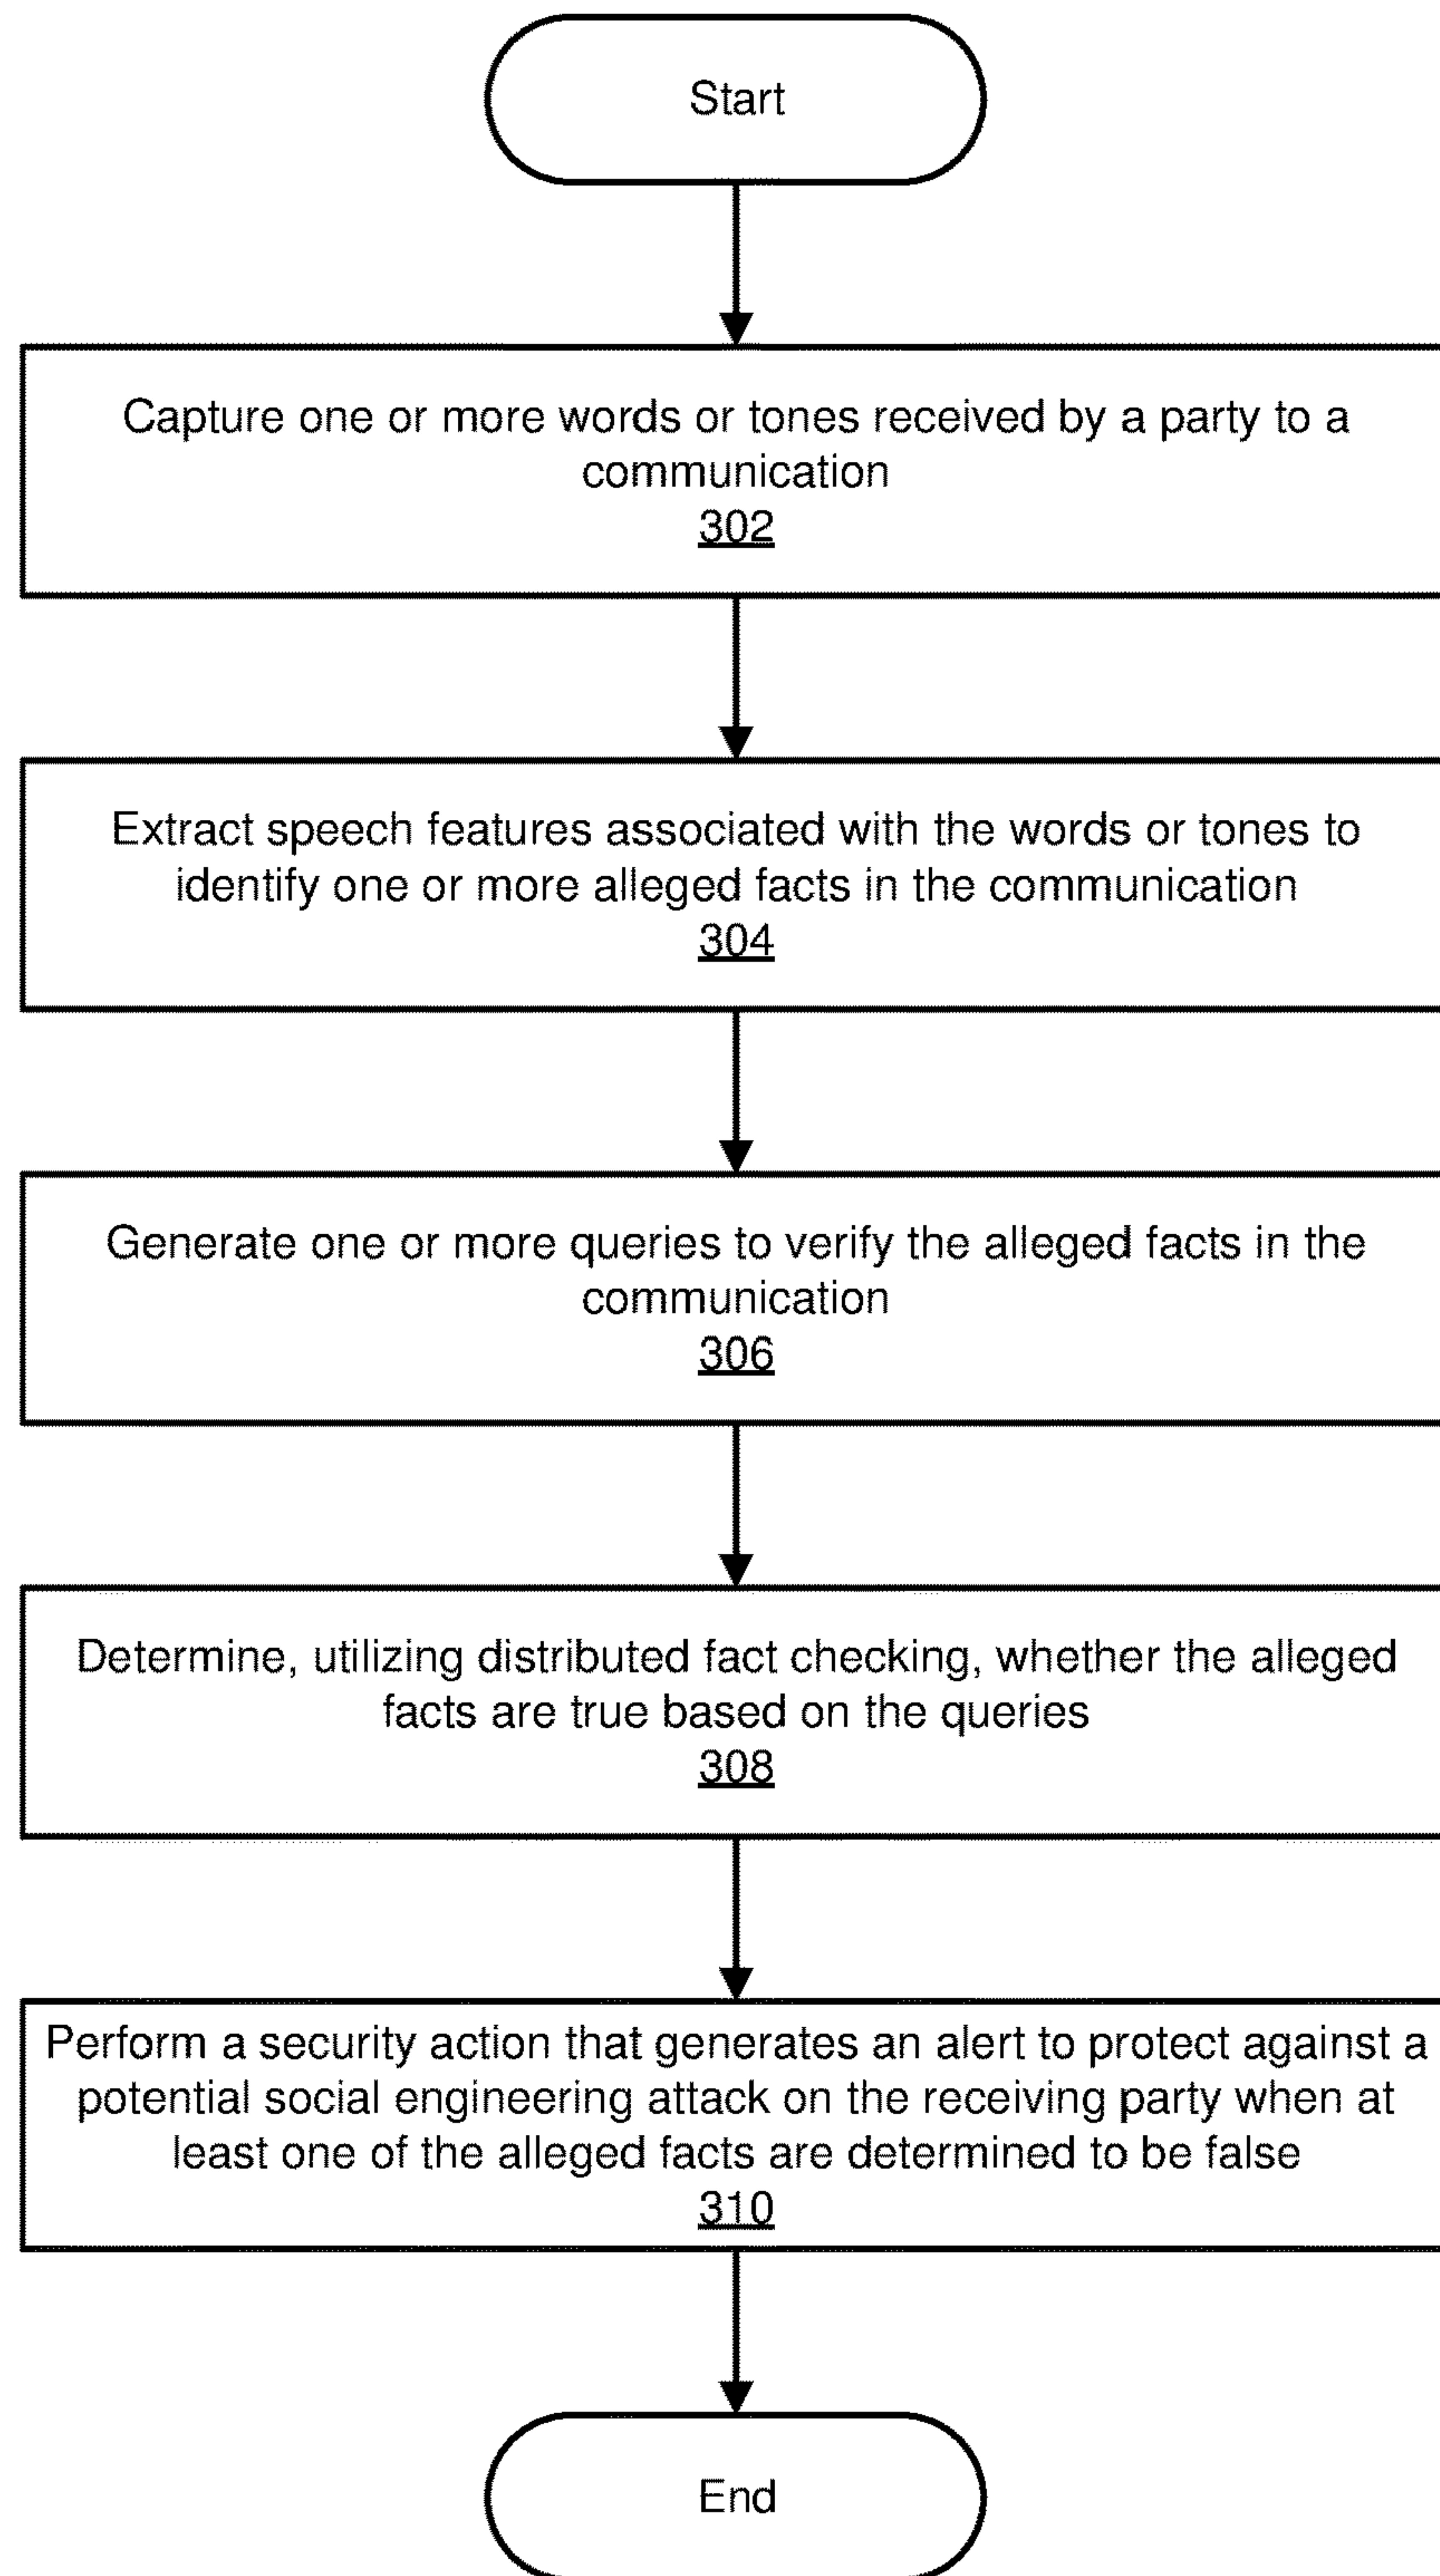 Start
Capture one or more words or tones received by a party to a
communication
302
Extract speech features associated with the words or tones to
identify one or more alleged facts in the communication
304
Generate one or more queries to verify the alleged facts in the
communication
306
Determine, utilizing distributed fact checking, whether the alleged
facts are true based on the queries
308
Perform a security action that generates an alert to protect against a
potential social engineering attack on the receiving party when at
least one of the alleged facts are determined to be false
310
End